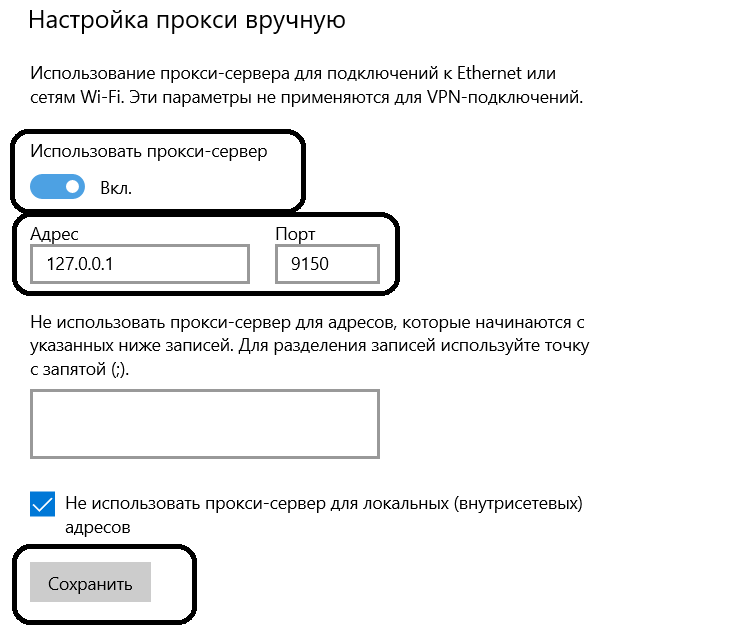 Настройка прокси вручную
Использование прокси-сервера для подключений к Ethernet или
сетям Wi-Fi. Эти параметры не применяются для VPN-подключений.
Использовать прокси-сервер
Вкл.
Адрес Порт
127.0.0.1 9150
Не использовать прокси-сервер для адресов, которые начинаются с
указанных ниже записей. Для разделения записей используйте точку
с запятой (;).
Не использовать прокси-сервер для локальных (внутрисетевых)
адресов
Сохранить